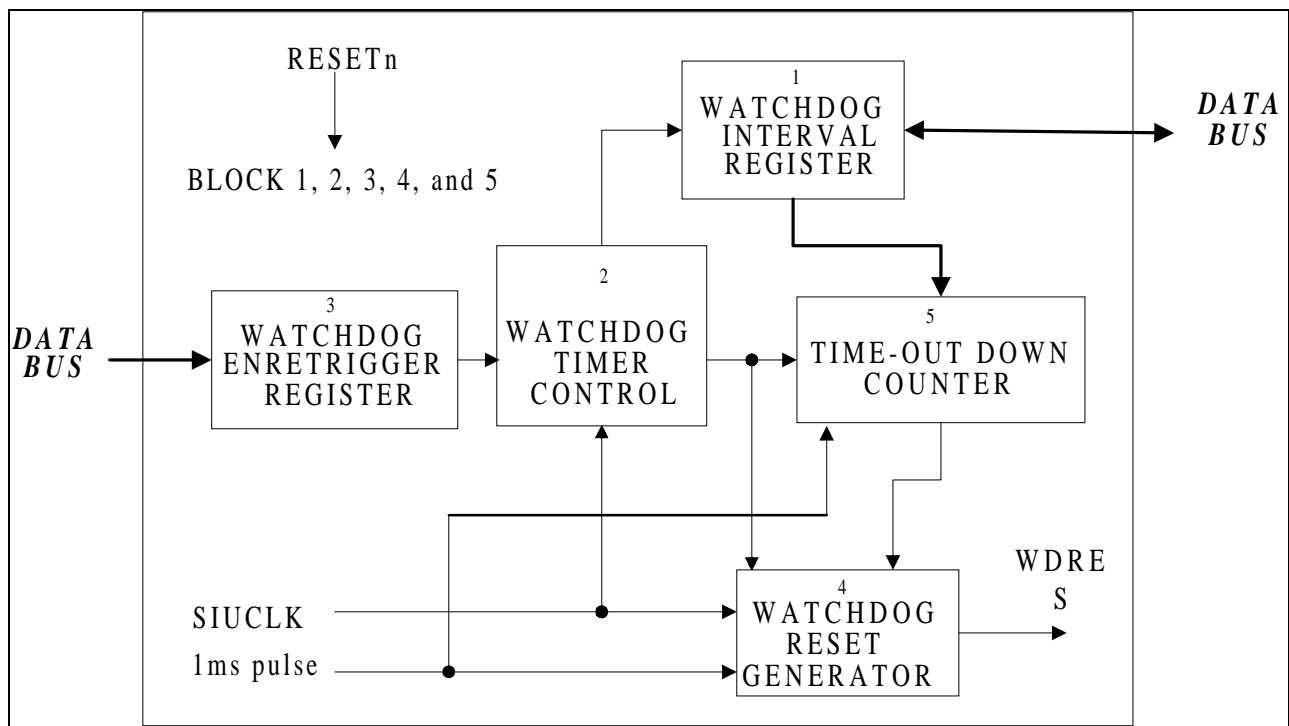 RESETn
BLOCK 1, 2, 3, 4, and 5
1
WATCHDOG
INTERVAL
REGISTER
DATA
BUS
DATA
BUS
3
WATCHDOG
ENRETRIGGER
REGISTER
2
WATCHDOG
TIMER
CONTROL
5
TIME-OUT DOWN
COUNTER
SIUCLK
1ms pulse
4
WATCHDOG
RESET
GENERATOR
WDRE
S